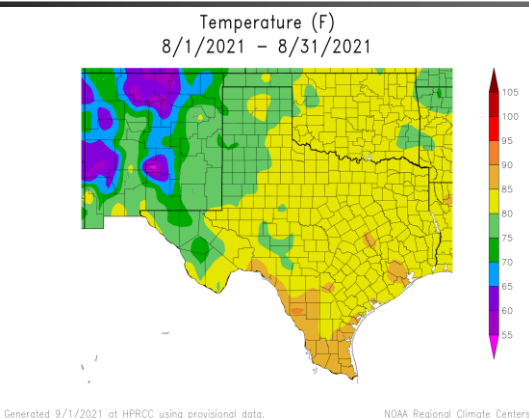 Temperature (F)
8/1/2021 – 8/31/2021
105
100
95
90
85
80
75
70
65
60
55
Generated 9/1/2021 at HPRCC using provisional data.
NOAA Regional Climate Centers